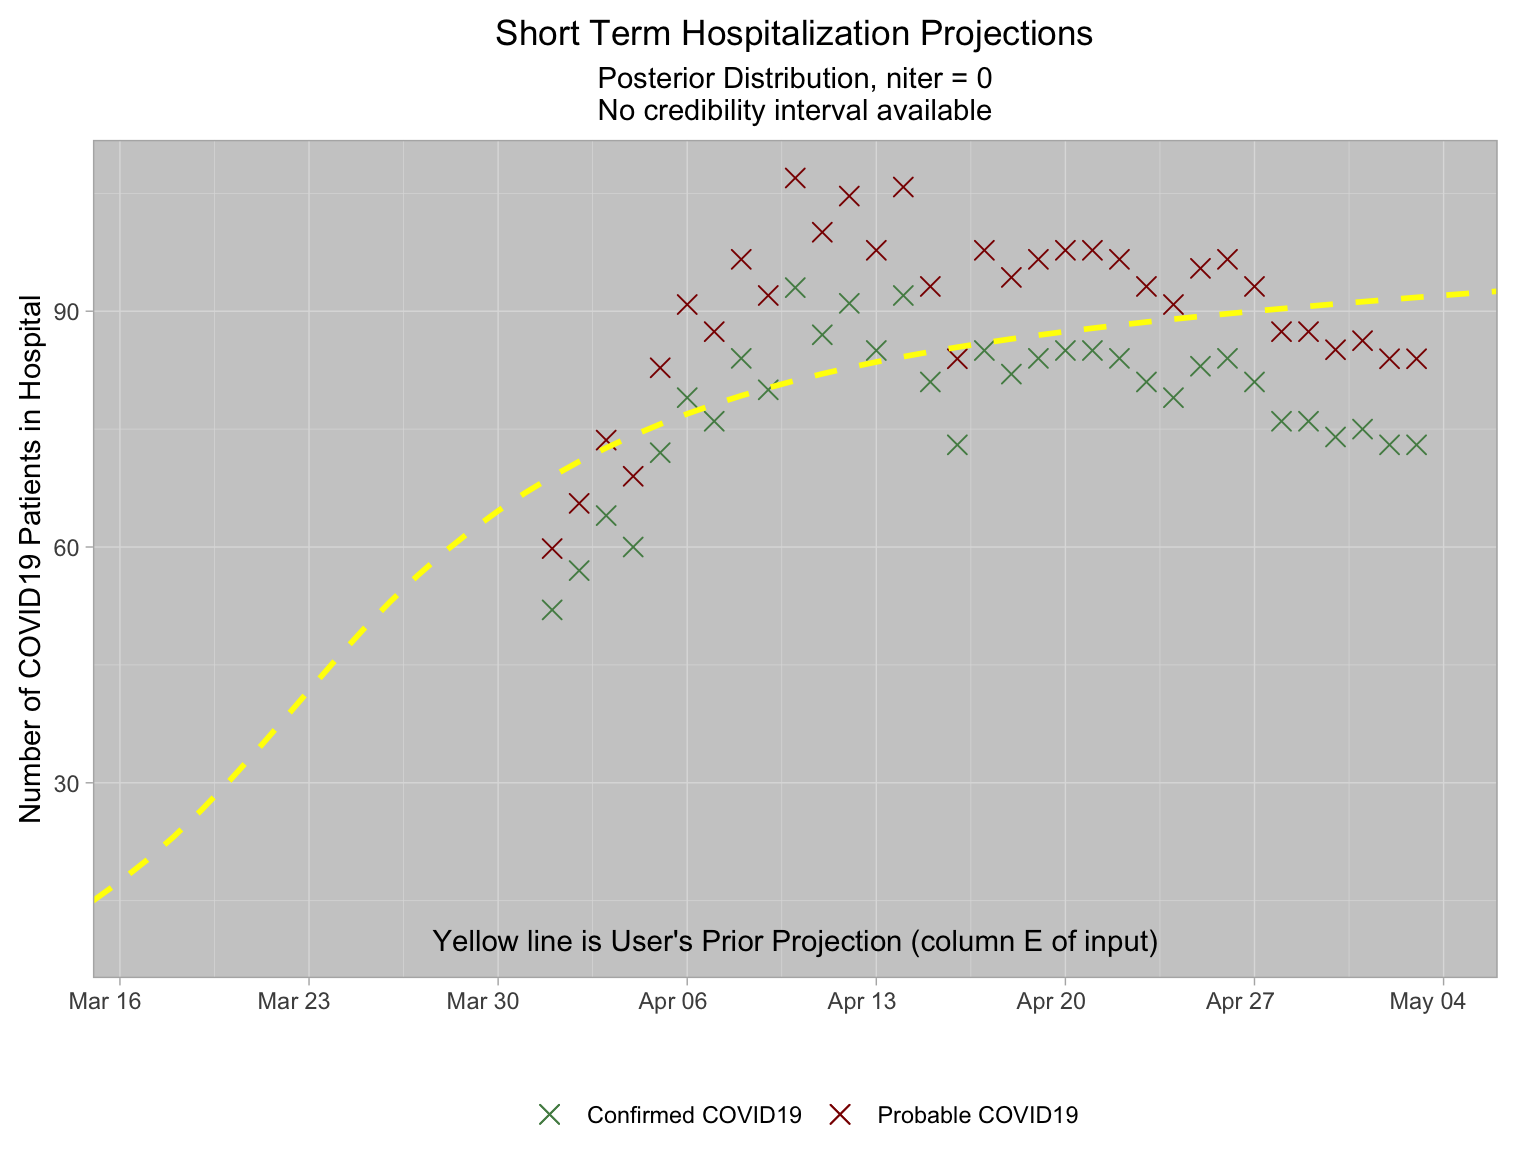 Short Term Hospitalization Projections
Posterior Distribution, niter = 0
No credibility interval available
Number of COVID19 Patients in Hospital
90
60
30
Yellow line is User's Prior Projection (column E of input)
Mar 16 Mar 23 Mar 30 Apr 06 Apr 13 Apr 20 Apr 27 May 04
Confirmed COVID19 Probable COVID19